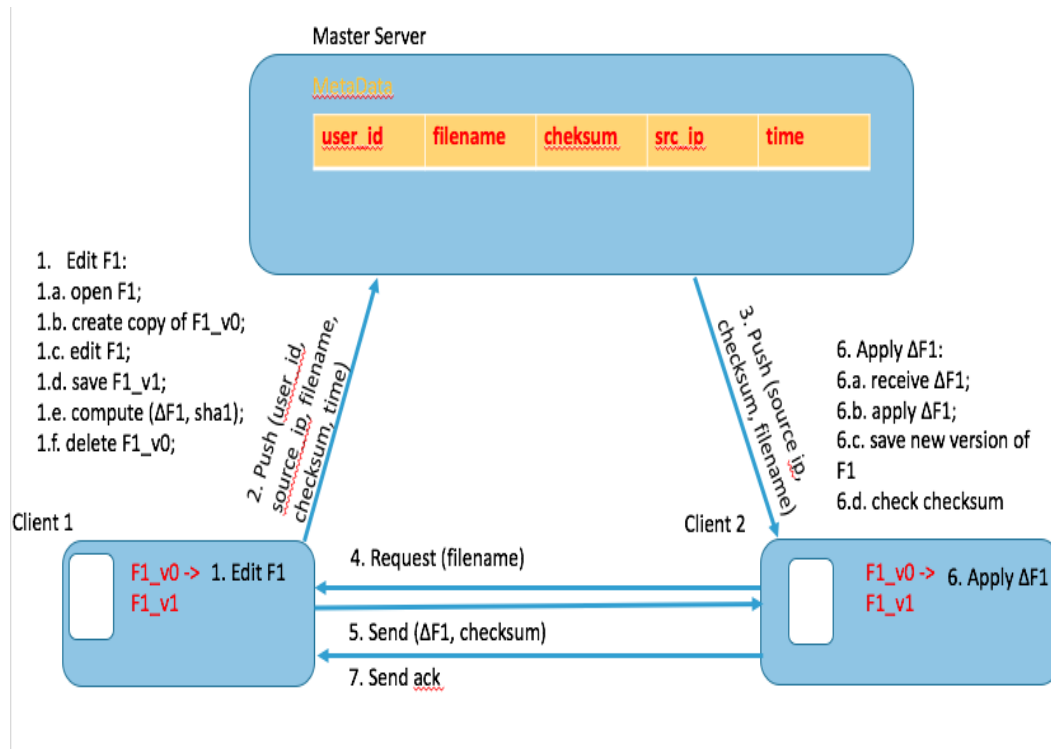 Master Server
MetaData
user_id filename cheksum src_ip time
1. Edit F1:
1.a. open F1;
1.b. create copy of F1_v0;
1.c. edit F1;
1.d. save F1_v1;
1.e. compute (ΔF1, sha1);
1.f. delete F1_v0;
2. Push (user_id,
source_ip, filename,
checksum, time)
3. Push (source ip,
checksum, filename)
6. Apply ΔF1:
6.a. receive ΔF1;
6.b. apply ΔF1;
6.c. save new version of
F1
6.d. check checksum
Client 1
Client 2
F1_v0 -> 1. Edit F1
F1_v1
4. Request (filename)
5. Send (ΔF1, checksum)
7. Send ack
F1_v0 -> 6. Apply ΔF1
F1_v1